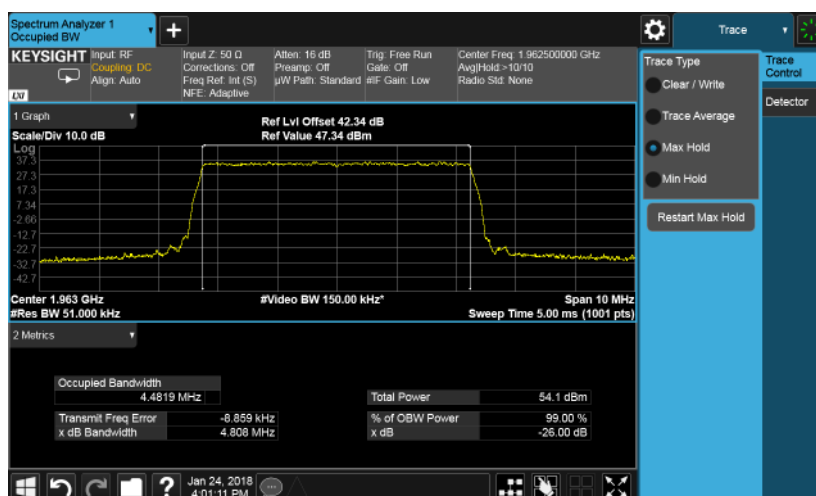 Spectrum Analyzer 1
Occupied BW
KEYSIGHT
LXI
Input: RF
Coupling: DC
Align: Auto
Input Z: 50 Ω
Corrections: Off
Freq Ref: Int (S)
NFE: Adaptive
Atten: 16 dB
Preamp: Off
µW Path: Standard
Trig: Free Run
Gate: Off
#IF Gain: Low
Center Freq: 1.962500000 GHz
Avg|Hold:>10/10
Radio Std: None
1 Graph
Scale/Div 10.0 dB
Ref Lvl Offset 42.34 dB
Ref Value 47.34 dBm
Log
37.3
27.3
17.3
7.34
-2.66
-12.7
-22.7
-32.7
-42.7
Center 1.963 GHz
#Res BW 51.000 kHz
#Video BW 150.00 kHz*
Span 10 MHz
Sweep Time 5.00 ms (1001 pts)
2 Metrics
Occupied Bandwidth
4.4819 MHz
Total Power 54.1 dBm
Transmit Freq Error -8.859 kHz
% of OBW Power 99.00 %
x dB Bandwidth 4.808 MHz
x dB -26.00 dB
?
Jan 24, 2018
4:01:11 PM
Trace
Trace Type
Clear / Write
Trace Average
Max Hold
Min Hold
Restart Max Hold
Trace
Control
Detector